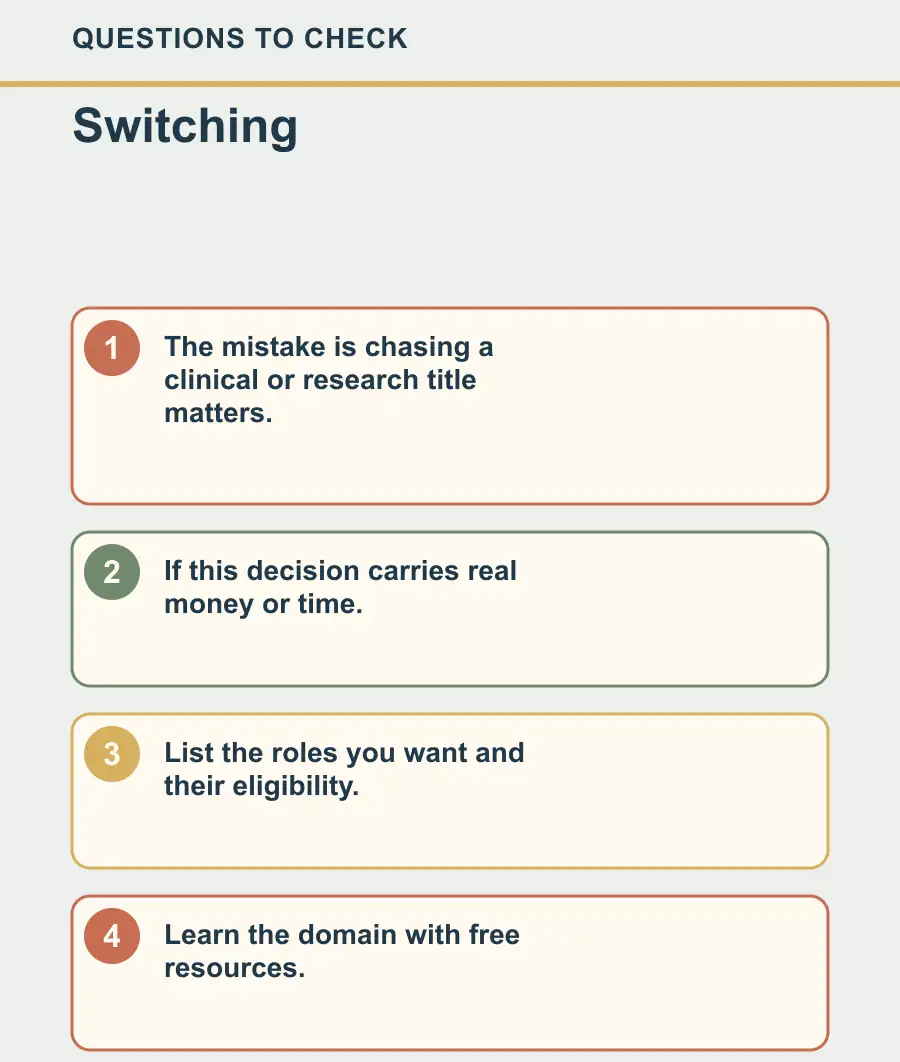 QUESTIONS TO CHECK
Switching
1
The mistake is chasing a
clinical or research title
matters.
2
If this decision carries real
money or time.
3
List the roles you want and
their eligibility.
4
Learn the domain with free
resources.